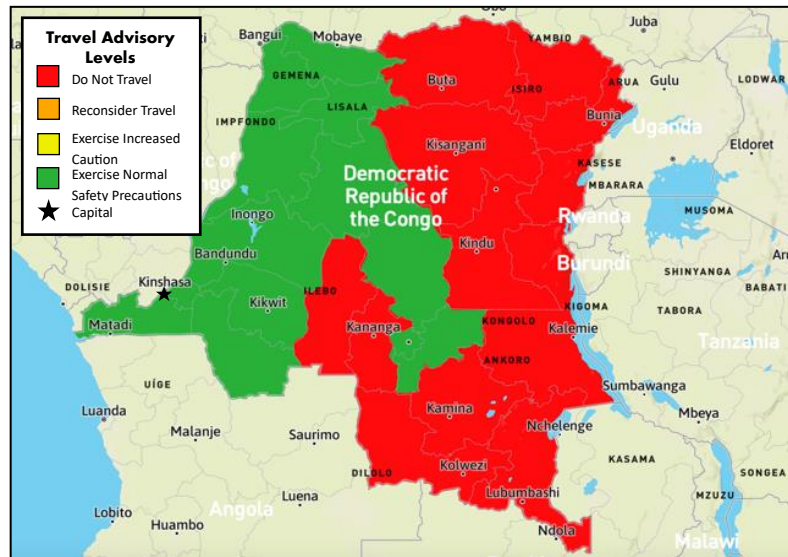 Travel Advisory
Levels
Do Not Travel
Reconsider Travel
Exercise Increased
Caution
Exercise Normal
Safety Precautions
Capital
Bangui
Mobaye
Juba
YAMBIO
GEMENA
Buta
ISIRO
ARUA
Gulu
LODWAR
LISALA
IMPFONDO
Bunia
Uganda
Kisangani
Eldoret
Democratic
Republic of
the Congo
KASESE
MBARARA
Inongo
Rwanda
MUSOMA
Bandundu
Kindu
Burundi
DOLISIE
Kinshasa
SHINYANGA
BABATI
ILEBO
KIGOMA
TABORA
Kikwit
Matadi
Kananga
KONGOLO
Kalemie
Tanzania
ANKORO
UÍGE
Sumbawanga
Luanda
Kamina
Mbeya
Malanje
Nchelenge
Saurimo
KASAMA
DILOLO
Kolwezi
SONGEA
Lubumbashi
MZUZU
Lobito
Angola
Luena
Huambo
Ndola
Malawi